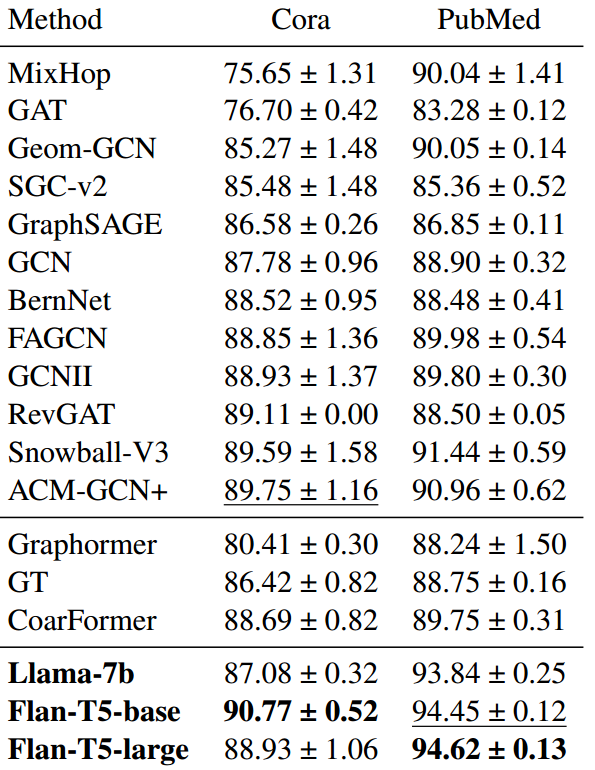 Method Cora PubMed
MixHop 75.65 ± 1.31 90.04 ± 1.41
GAT 76.70 ± 0.42 83.28 ± 0.12
Geom-GCN 85.27 ± 1.48 90.05 ± 0.14
SGC-v2 85.48 ± 1.48 85.36 ± 0.52
GraphSAGE 86.58 ± 0.26 86.85 ± 0.11
GCN 87.78 ± 0.96 88.90 ± 0.32
BernNet 88.52 ± 0.95 88.48 ± 0.41
FAGCN 88.85 ± 1.36 89.98 ± 0.54
GCNII 88.93 ± 1.37 89.80 ± 0.30
RevGAT 89.11 ± 0.00 88.50 ± 0.05
Snowball-V3 89.59 ± 1.58 91.44 ± 0.59
ACM-GCN+ 89.75 ± 1.16 90.96 ± 0.62
Graphormer 80.41 ± 0.30 88.24 ± 1.50
GT 86.42 ± 0.82 88.75 ± 0.16
CoarFormer 88.69 ± 0.82 89.75 ± 0.31
Llama-7b 87.08 ± 0.32 93.84 ± 0.25
Flan-T5-base 90.77 ± 0.52 94.45 ± 0.12
Flan-T5-large 88.93 ± 1.06 94.62 ± 0.13